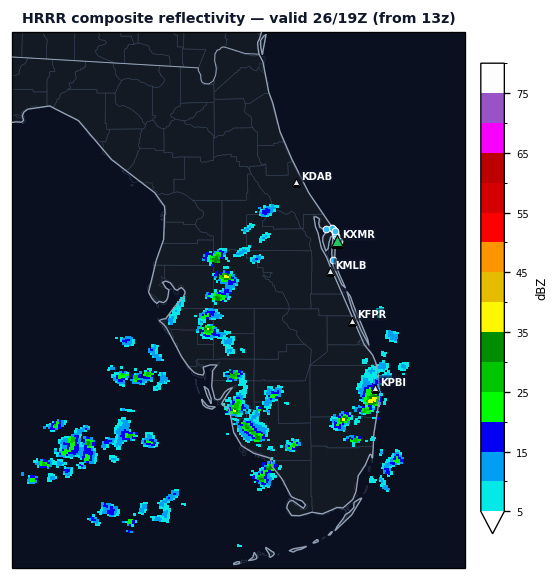 HRRR composite reflectivity — valid 26/19Z (from 13z)
KDAB
KXMR
KMLB
KFPR
KPBI
75
65
55
45
35
25
15
5
dBZ